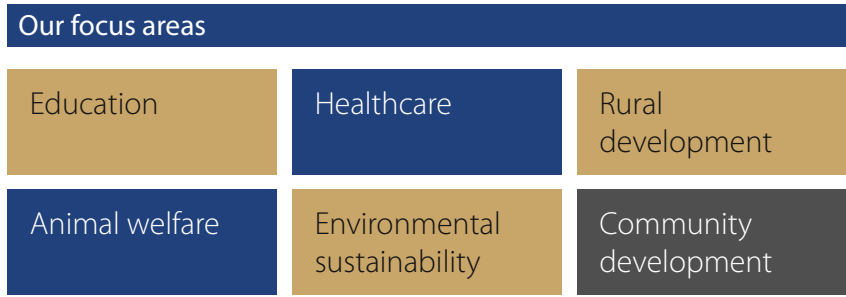 Our focus areas
Education
Healthcare
Rural
development
Animal welfare
Environmental
sustainability
Community
development